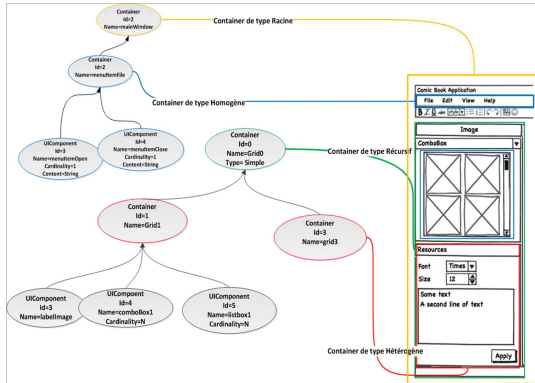 Container
Id=2
Name=mainWindow
Container de type Racine
Container
Id=2
Name=menuItemFile
Container de type Homogène
UIComponent
Id=3
Name=menuItemOpen
Cardinality=1
Content=String
UIComponent
Id=4
Name=menuItemClose
Cardinality=1
Content=String
Container
Id=0
Name=Grid0
Type= Simple
Container de type Récursif
Container
Id=1
Name=Grid1
Container
Id=3
Name=grid3
UIComponent
Id=3
Name=labelImage
UICompoent
Id=4
Name=comboBox1
Cardinality=N
UIComponent
Id=5
Name=listbox1
Cardinality=N
Container de type Hétérogène
Comic Book Application
File Edit View Help
B I U abc style
Image
ComboBox
Resources
Font Times
Size 12
Some text
A second line of text
Apply